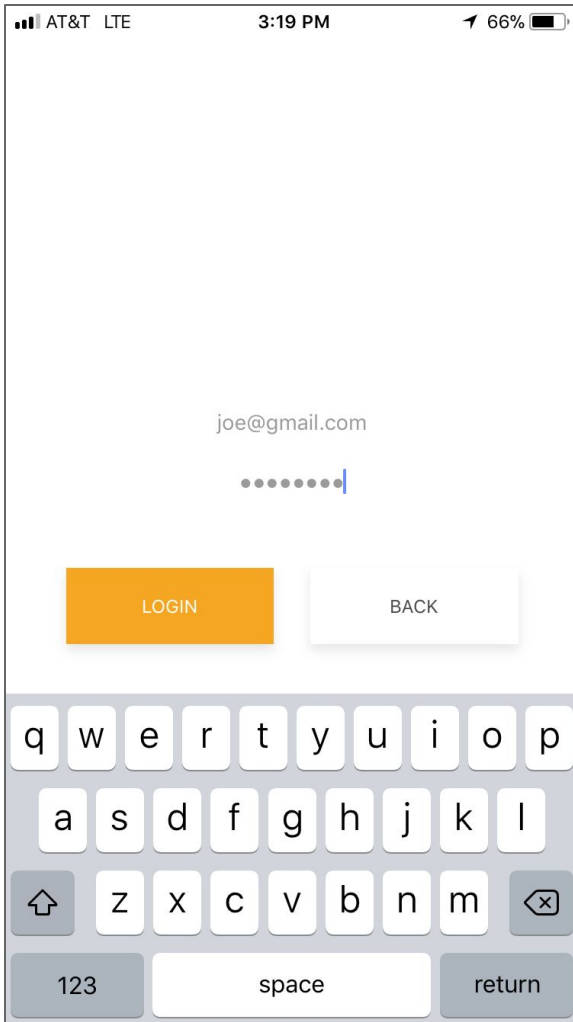 AT&T LTE 3:19 PM 66%
joe@gmail.com
••••••••
LOGIN BACK
q w e r t y u i o p
a s d f g h j k l
z x c v b n m
123 space return